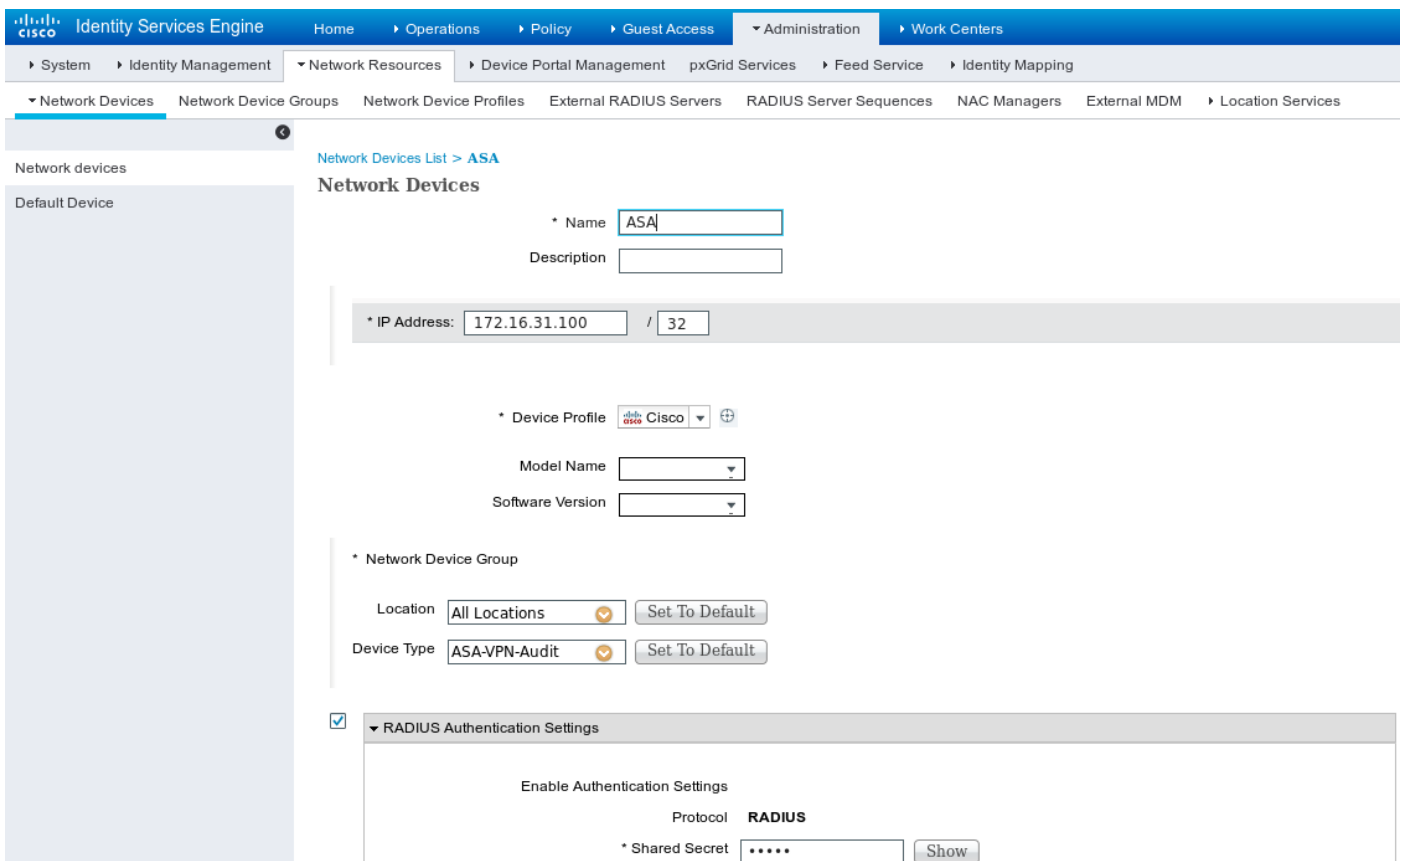 CISCO Identity Services Engine Home Operations Policy Guest Access Administration Work Centers
System Identity Management Network Resources Device Portal Management pxGrid Services Feed Service Identity Mapping
Network Devices Network Device Groups Network Device Profiles External RADIUS Servers RADIUS Server Sequences NAC Managers External MDM Location Services
Network devices
Default Device
Network Devices List > ASA
Network Devices
* Name ASA
Description
* IP Address: 172.16.31.100 / 32
* Device Profile CISCO Cisco
Model Name
Software Version
* Network Device Group
Location All Locations Set To Default
Device Type ASA-VPN-Audit Set To Default
RADIUS Authentication Settings
Enable Authentication Settings
Protocol RADIUS
* Shared Secret ••••• Show